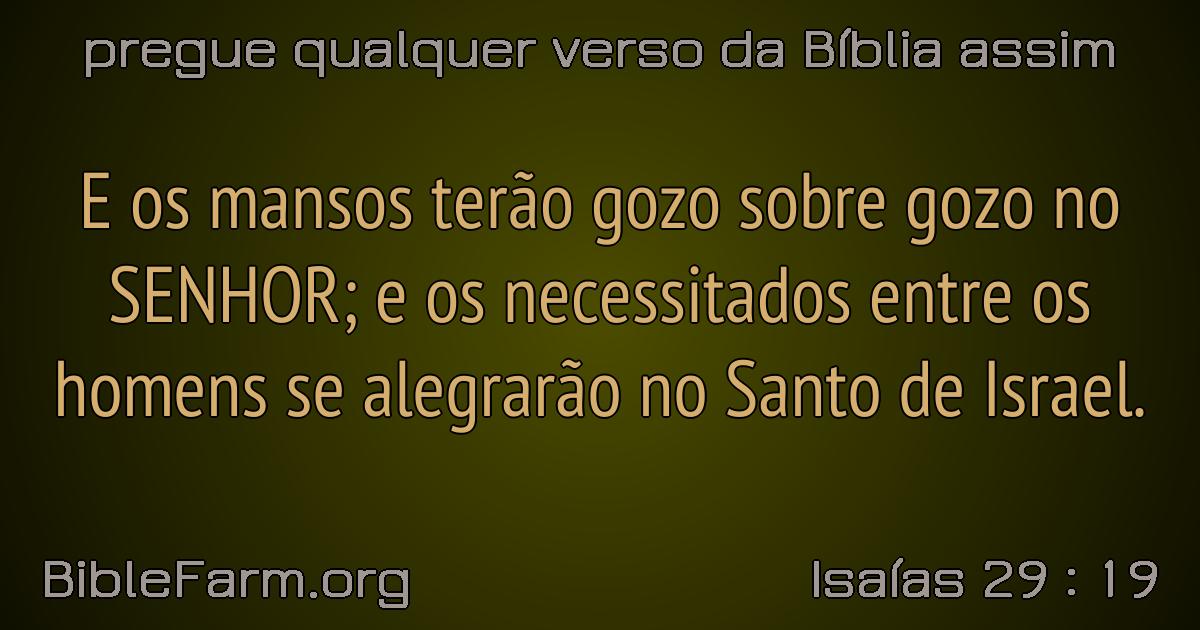 pregue qualquer verso da Bíblia assim
E os mansos terão gozo sobre gozo no
SENHOR; e os necessitados entre os
homens se alegrarão no Santo de Israel.
BibleFarm.org
Isaías 29 : 19